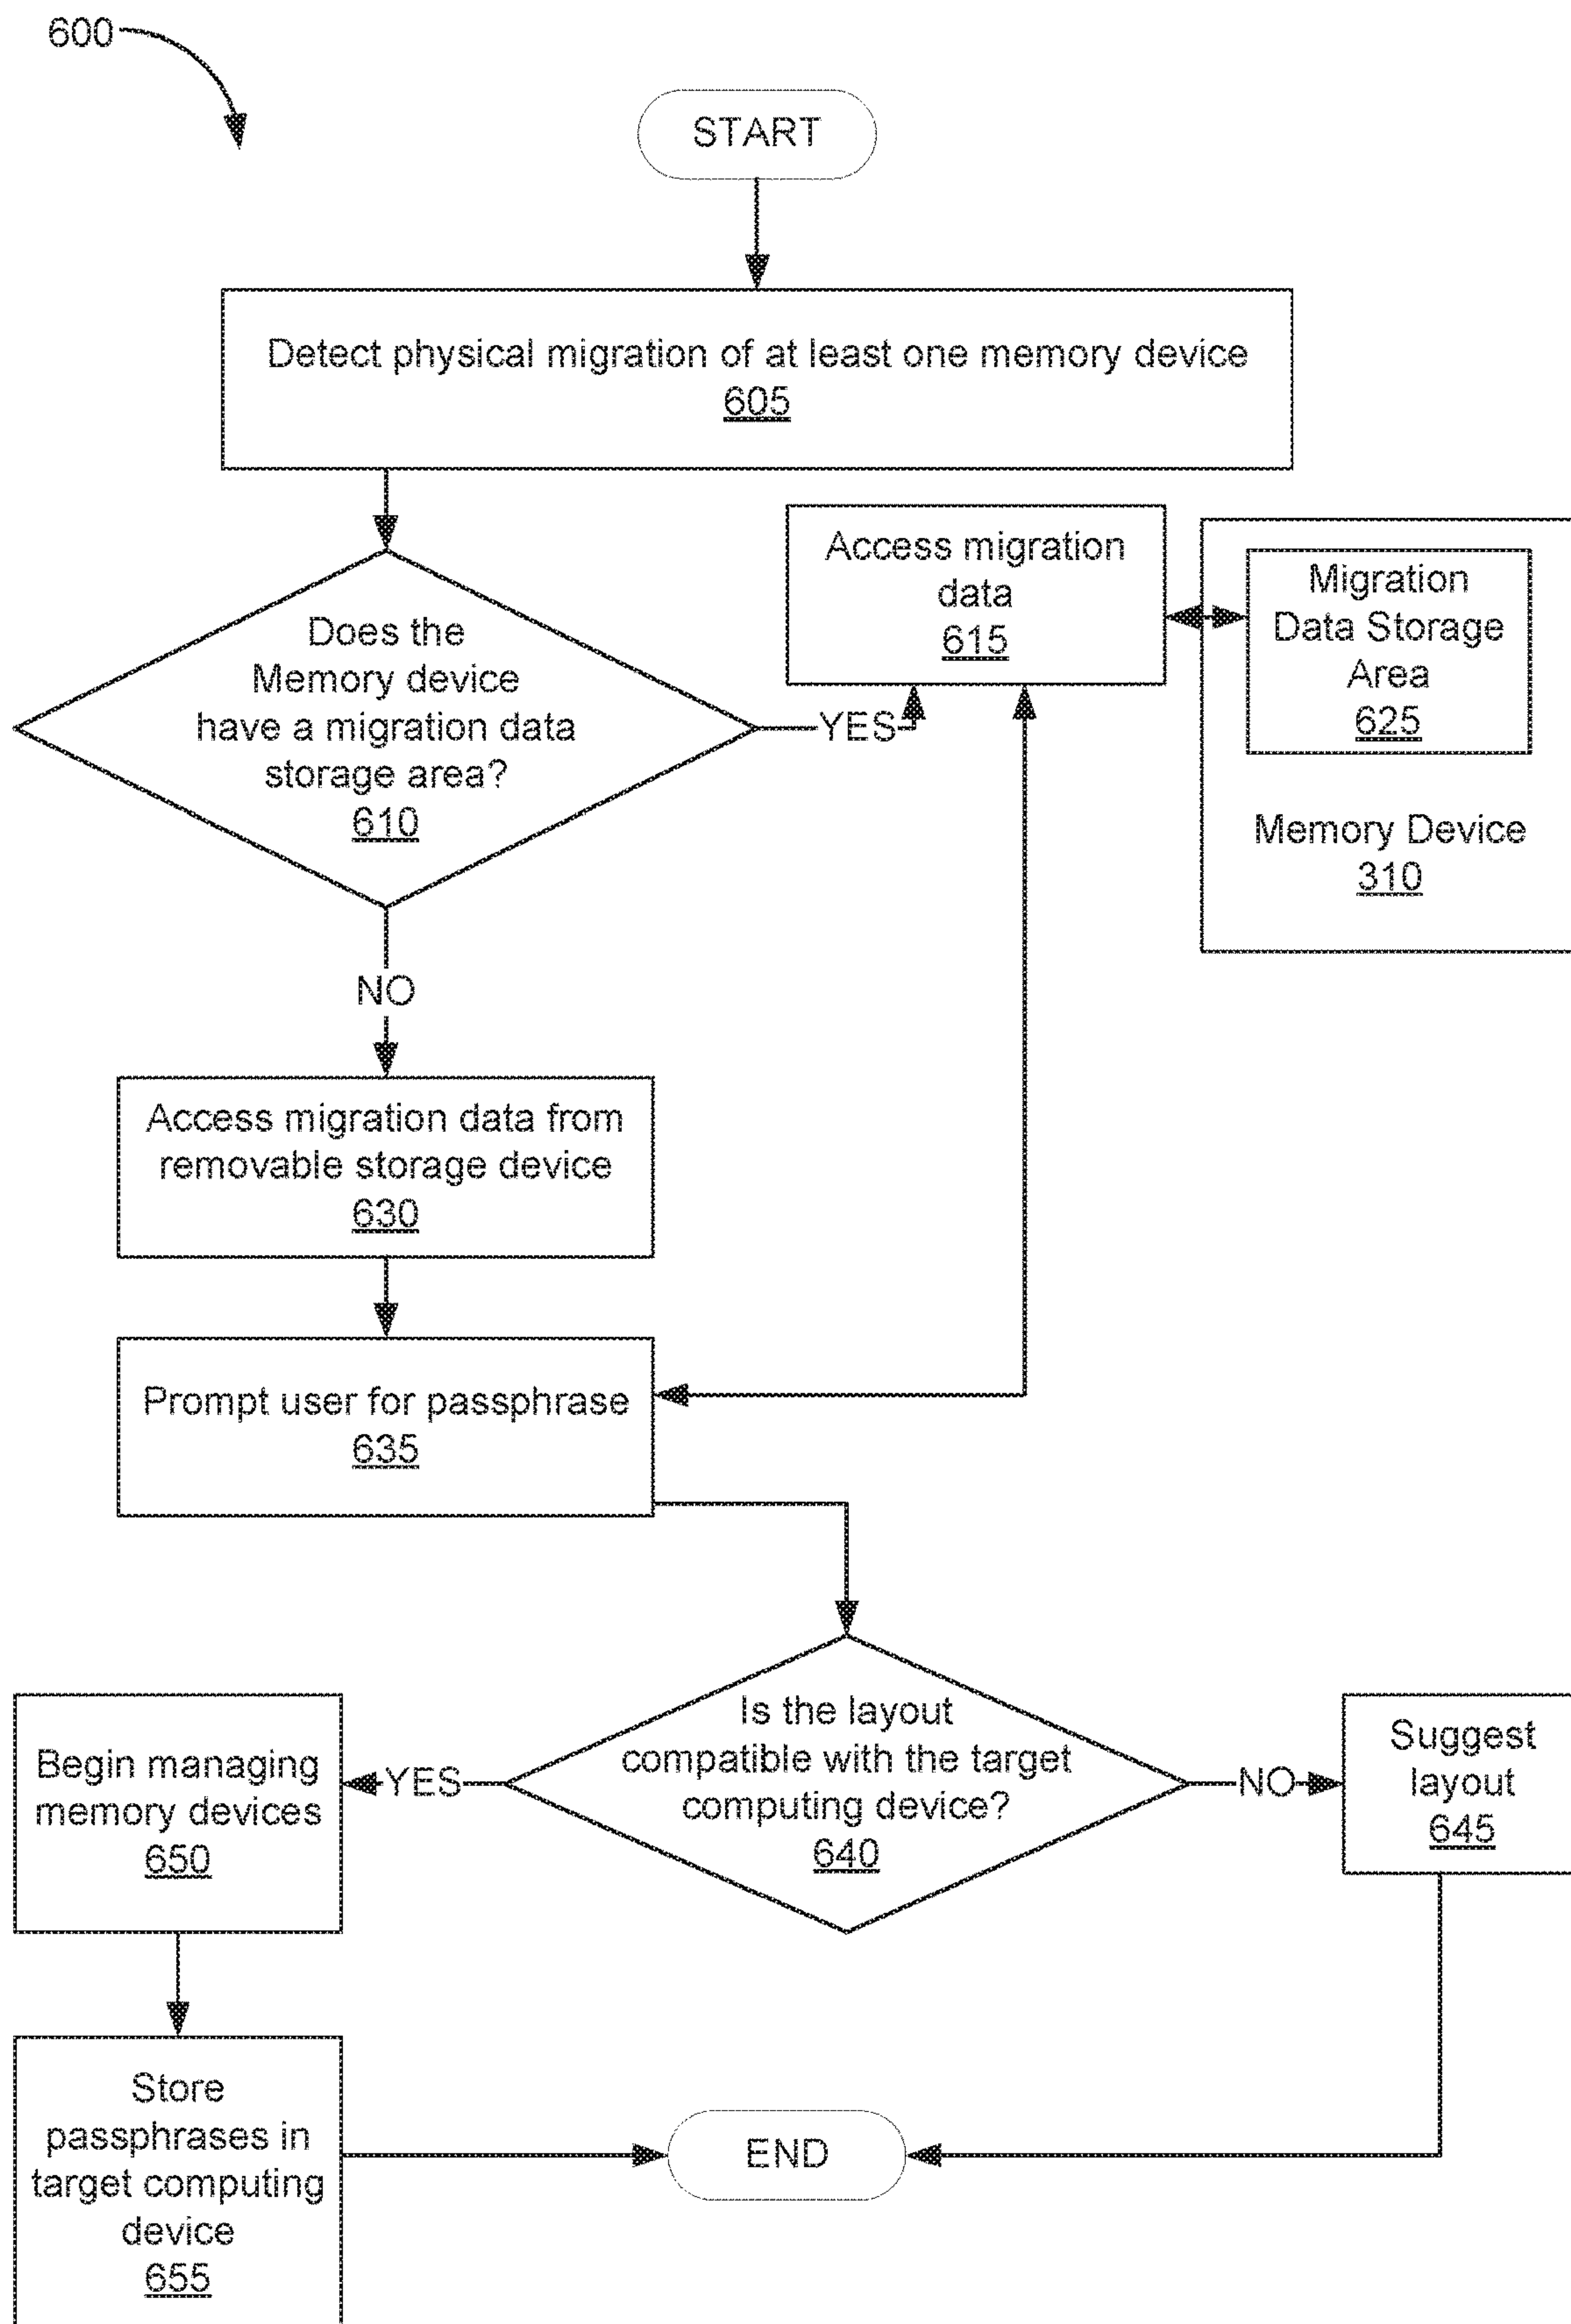 600
START
Detect physical migration of at least one memory device
605
Access migration
data
615
Migration
Data Storage
Area
625
Memory Device
310
Does the
Memory device
have a migration data
storage area?
610
YES
NO
Access migration data from
removable storage device
630
Prompt user for passphrase
635
Is the layout
compatible with the target
computing device?
640
YES
NO
Begin managing
memory devices
650
Suggest
layout
645
Store
passphrases in
target computing
device
655
END